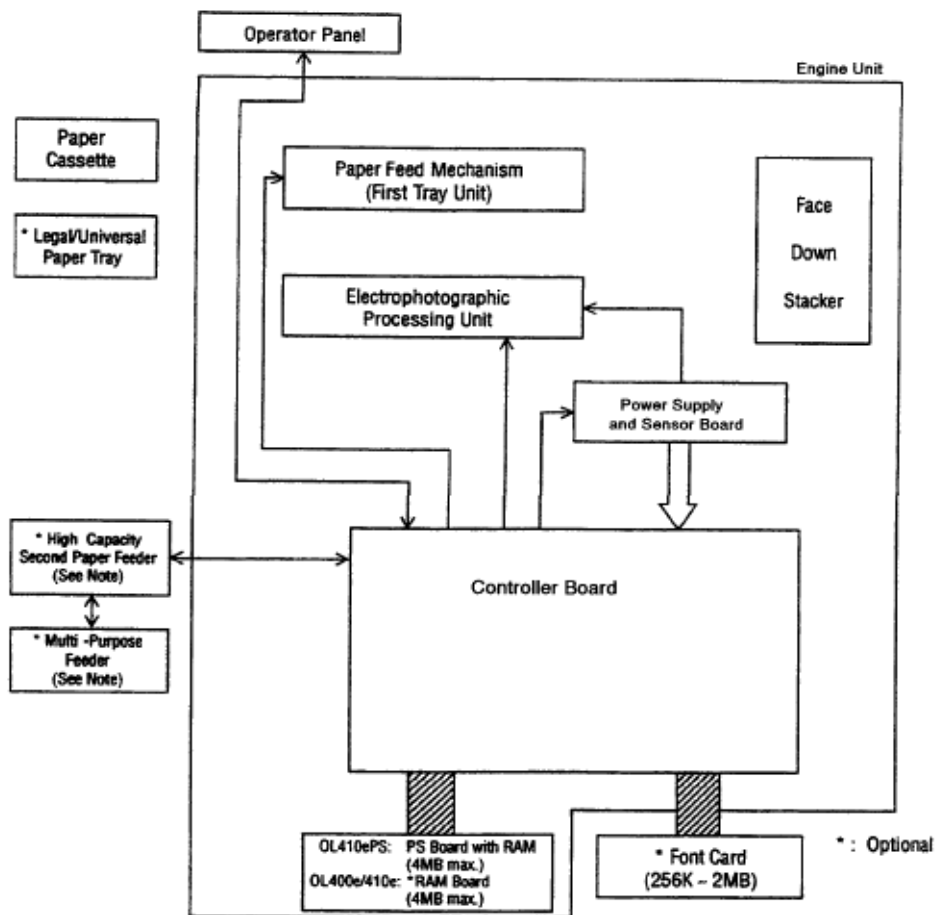 Operator Panel
Engine Unit
Paper
Cassette
Paper Feed Mechanism
(First Tray Unit)
Face
Down
Stacker
* Legal/Universal
Paper Tray
Electrophotographic
Processing Unit
Power Supply
and Sensor Board
* High Capacity
Second Paper Feeder
(See Note)
Controller Board
* Multi -Purpose
Feeder
(See Note)
OL410ePS: PS Board with RAM
(4MB max.)
OL400e/410e: *RAM Board
(4MB max.)
* Font Card
(256K ~ 2MB)
* : Optional